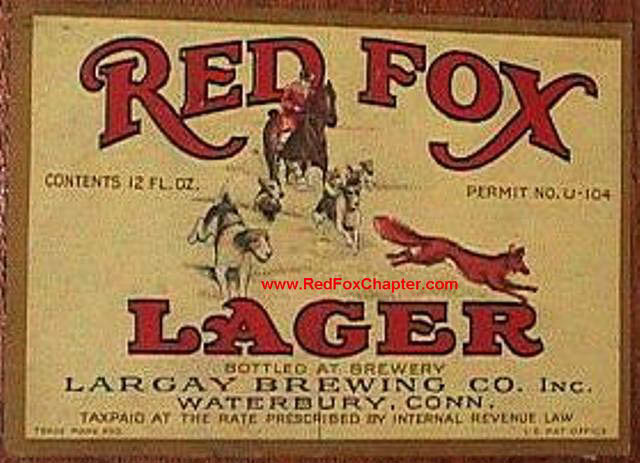 RED FOX
CONTENTS 12 FL. OZ.
PERMIT NO. U-104
www.RedFoxChapter.com
LAGER
BOTTLED AT BREWERY
LARGAY BREWING CO. INC.
WATERBURY, CONN.
TAXPAID AT THE RATE PRESCRIBED BY INTERNAL REVENUE LAW
TRADE MARK REG. U.S. PAT. OFFICE